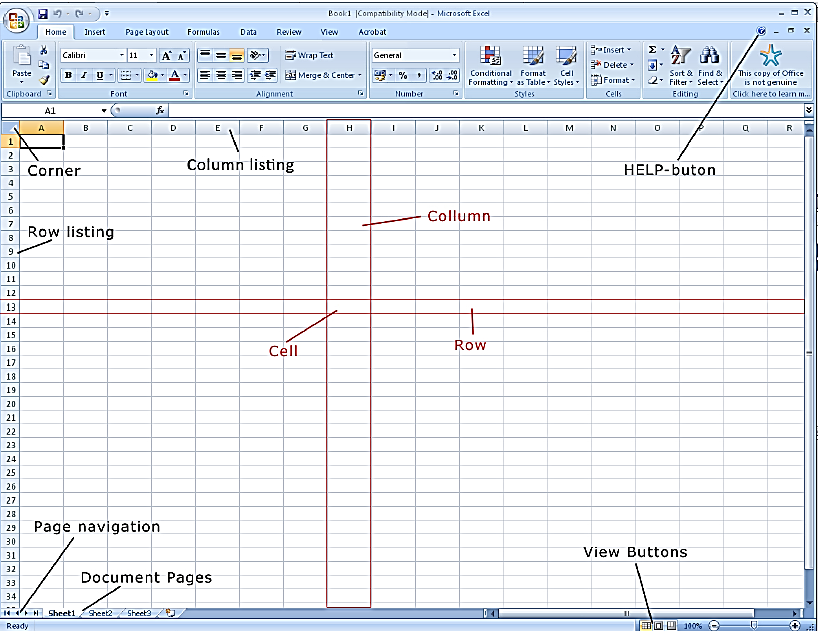 Book1 [Compatibility Mode] - Microsoft Excel
Home Insert Page Layout Formulas Data Review View Acrobat
Paste
Clipboard
Calibri 11 A A
B I U A
Font
Wrap Text
Merge & Center
Alignment
General
% ,
Number
Conditional Formatting
Format as Table
Cell Styles
Styles
Insert
Delete
Format
Cells
Σ
Sort & Filter
Find & Select
Editing
This copy of Office is not genuine
Click here to learn m...
A1 fx
A B C D E F G H I J K L M N O P Q R
1
2
3
4
5
6
7
8
9
10
11
12
13
14
15
16
17
18
19
20
21
22
23
24
25
26
27
28
29
30
31
32
33
34
Corner
Column listing
HELP-buton
Collumn
Row listing
Cell
Row
Page navigation
View Buttons
Document Pages
Sheet1 Sheet2 Sheet3
Ready 100%